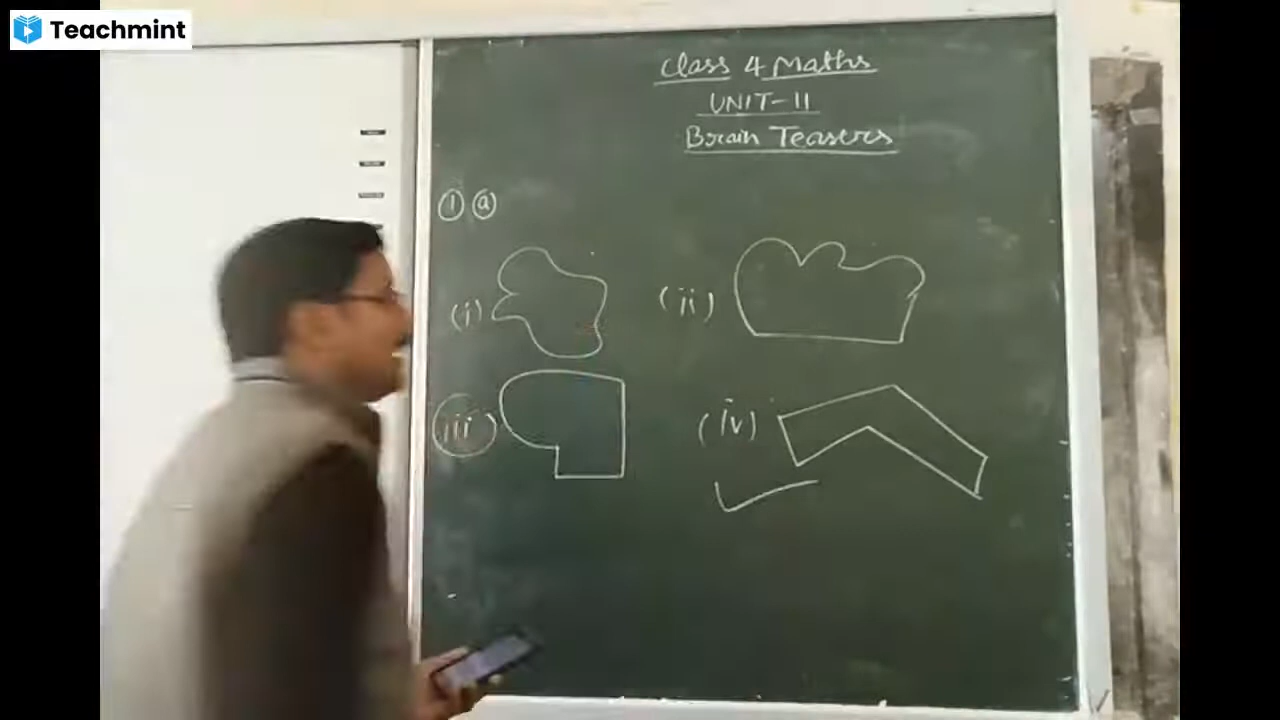 Teachmint
Class 4 Maths
UNIT-11
Brain Teasers
1 a
(i)
(ii)
iii
(iv)